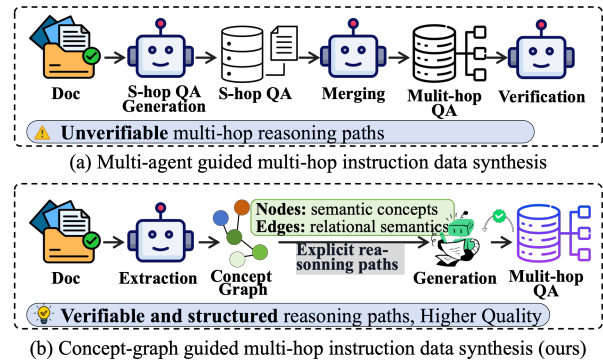 Doc
S-hop QA
Generation
S-hop QA
Merging
Mulit-hop
QA
Verification
Unverifiable multi-hop reasoning paths
(a) Multi-agent guided multi-hop instruction data synthesis
Nodes: semantic concepts
Edges: relational semantics
Explicit rea-
sonning paths
Doc
Extraction
Concept
Graph
Generation
Mulit-hop
QA
Verifiable and structured reasoning paths, Higher Quality
(b) Concept-graph guided multi-hop instruction data synthesis (ours)